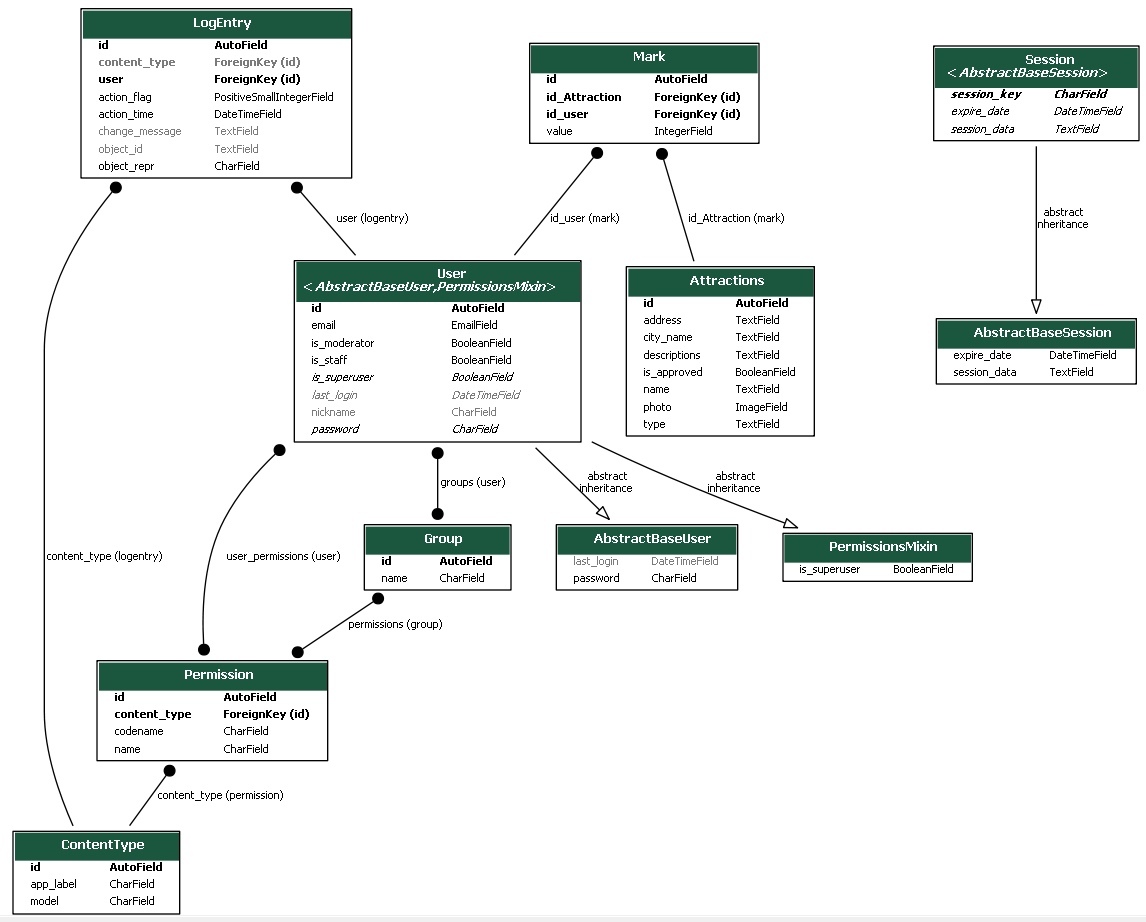 LogEntry
id AutoField
content_type ForeignKey (id)
user ForeignKey (id)
action_flag PositiveSmallIntegerField
action_time DateTimeField
change_message TextField
object_id TextField
object_repr CharField
Mark
id AutoField
id_Attraction ForeignKey (id)
id_user ForeignKey (id)
value IntegerField
Session
<AbstractBaseSession>
session_key CharField
expire_date DateTimeField
session_data TextField
user (logentry)
id_user (mark)
id_Attraction (mark)
abstract
inheritance
User
<AbstractBaseUser,PermissionsMixin>
id AutoField
email EmailField
is_moderator BooleanField
is_staff BooleanField
is_superuser BooleanField
last_login DateTimeField
nickname CharField
password CharField
Attractions
id AutoField
address TextField
city_name TextField
descriptions TextField
is_approved BooleanField
name TextField
photo ImageField
type TextField
AbstractBaseSession
expire_date DateTimeField
session_data TextField
groups (user)
abstract
inheritance
abstract
inheritance
content_type (logentry)
user_permissions (user)
Group
id AutoField
name CharField
AbstractBaseUser
last_login DateTimeField
password CharField
PermissionsMixin
is_superuser BooleanField
permissions (group)
Permission
id AutoField
content_type ForeignKey (id)
codename CharField
name CharField
content_type (permission)
ContentType
id AutoField
app_label CharField
model CharField